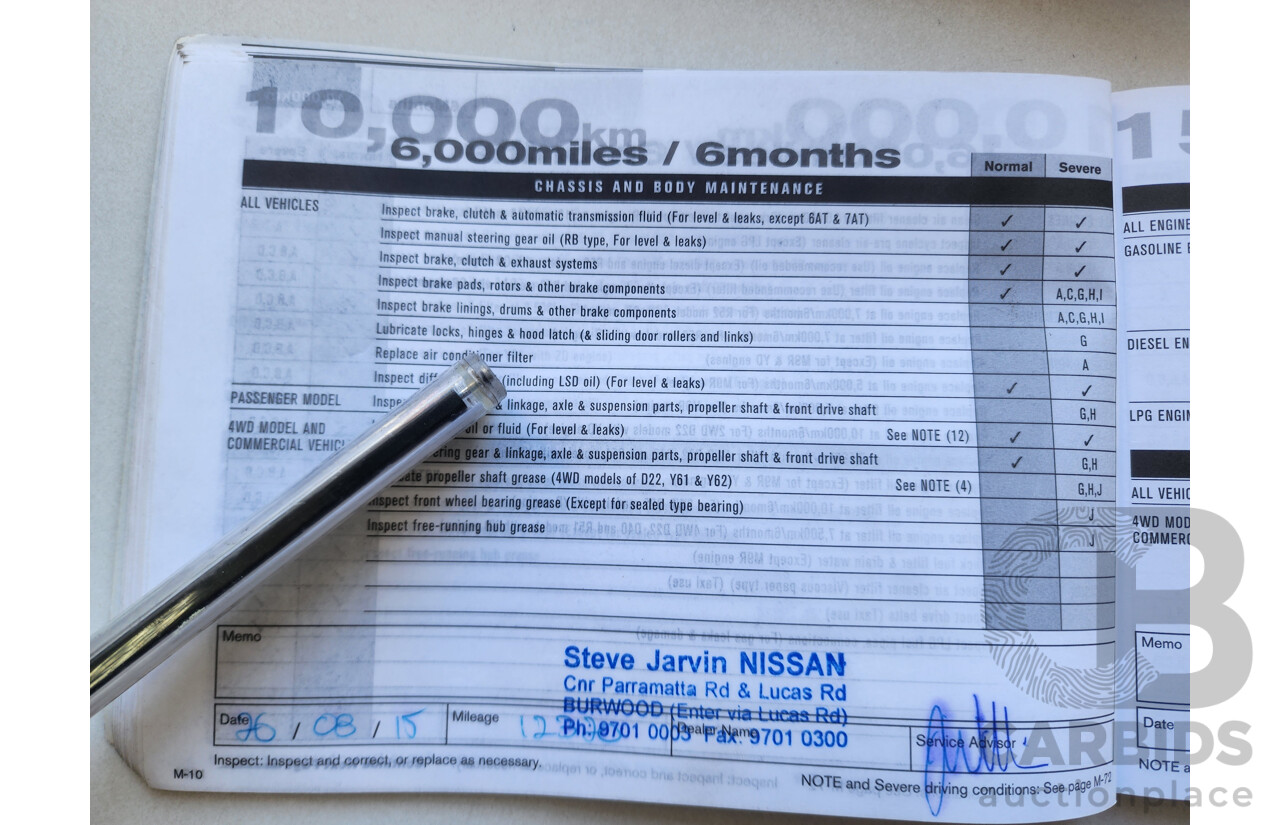 10,000km
6,000miles / 6months
Normal Severe
CHASSIS AND BODY MAINTENANCE
ALL VEHICLES
Inspect brake, clutch & automatic transmission fluid (For level & leaks, except 6AT & 7AT) ✓ ✓
Inspect manual steering gear oil (RB type, For level & leaks) ✓ ✓
Inspect brake, clutch & exhaust systems ✓ ✓
Inspect brake pads, rotors & other brake components ✓ A,C,G,H,I
Inspect brake linings, drums & other brake components A,C,G,H,I
Lubricate locks, hinges & hood latch (& sliding door rollers and links) G
Replace air conditioner filter A
Inspect (including LSD oil) (For level & leaks) ✓ ✓
PASSENGER MODEL
& linkage, axle & suspension parts, propeller shaft & front drive shaft G,H
4WD MODEL AND
COMMERCIAL
or fluid (For level & leaks) See NOTE (12) ✓ ✓
gear & linkage, axle & suspension parts, propeller shaft & front drive shaft ✓ G,H
propeller shaft grease (4WD models of D22, Y61 & Y62) See NOTE (4) G,H,J
Inspect front wheel bearing grease (Except for sealed type bearing) J
Inspect free-running hub grease J
Memo
Steve Jarvin NISSAN
Cnr Parramatta Rd & Lucas Rd
BURWOOD (Enter via Lucas Rd)
Ph: 9701 0003 Fax: 9701 0300
Date 26 / 08 / 15
Mileage
Dealer Name
Service Advisor
Inspect: Inspect and correct, or replace as necessary.
M-10
NOTE and Severe driving conditions: See page M-72
ALL ENGINE
GASOLINE
DIESEL EN
LPG ENGIN
ALL VEHIC
4WD MOD
COMMERC
Memo
Date
NOTE a
CARBIDS
auctionplace